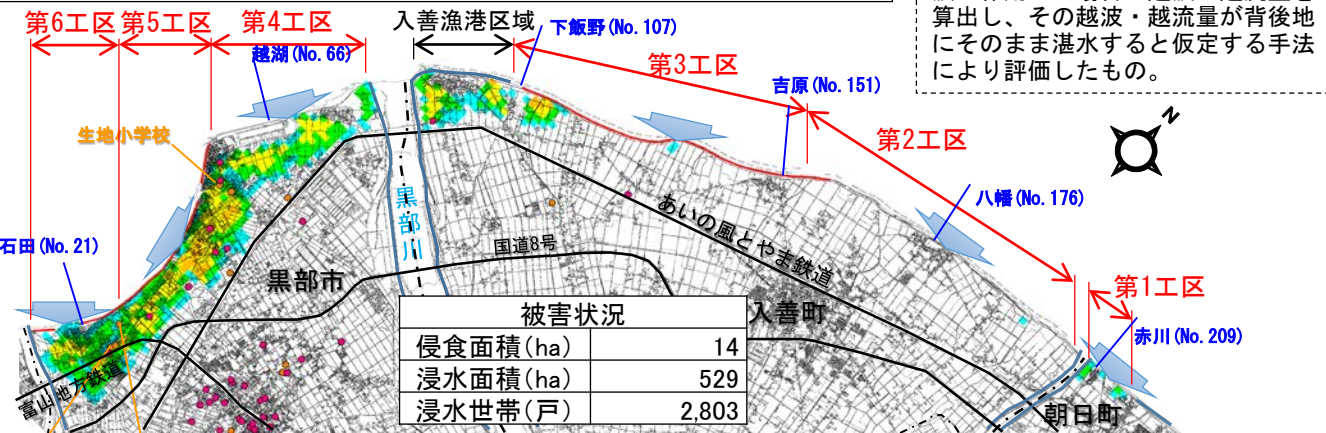 算出し、その越波・越流量が背後地
にそのまま湛水すると仮定する手法
により評価したもの。
第6工区
第5工区
第4工区
入善漁港区域
下飯野(No.107)
越湖(No.66)
第3工区
吉原(No.151)
N
生地小学校
第2工区
八幡(No.176)
黒部川
あいの風とやま鉄道
石田(No.21)
国道8号
黒部市
第1工区
被害状況
入善町
侵食面積(ha) 14
赤川(No.209)
浸水面積(ha) 529
富山地方鉄道
浸水世帯(戸) 2,803
朝日町